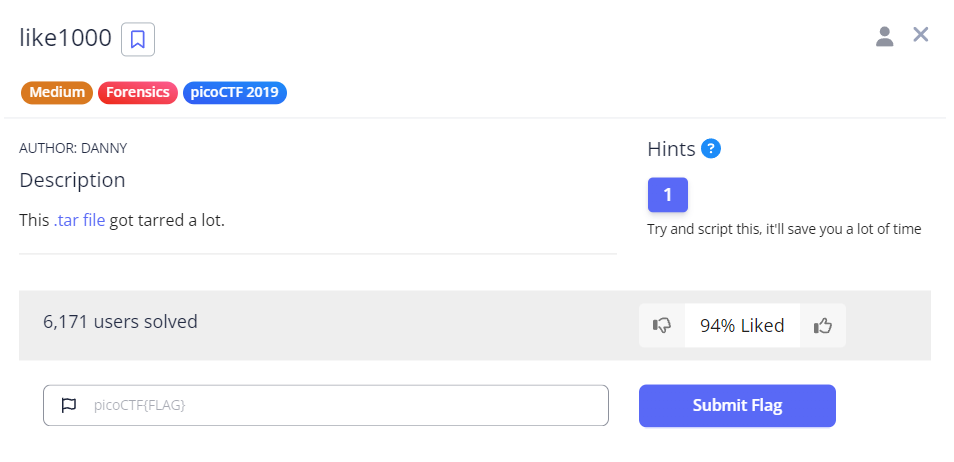 like1000
Medium Forensics picoCTF 2019
AUTHOR: DANNY
Description
This .tar file got tarred a lot.
Hints ?
1
Try and script this, it'll save you a lot of time
6,171 users solved
94% Liked
picoCTF{FLAG}
Submit Flag